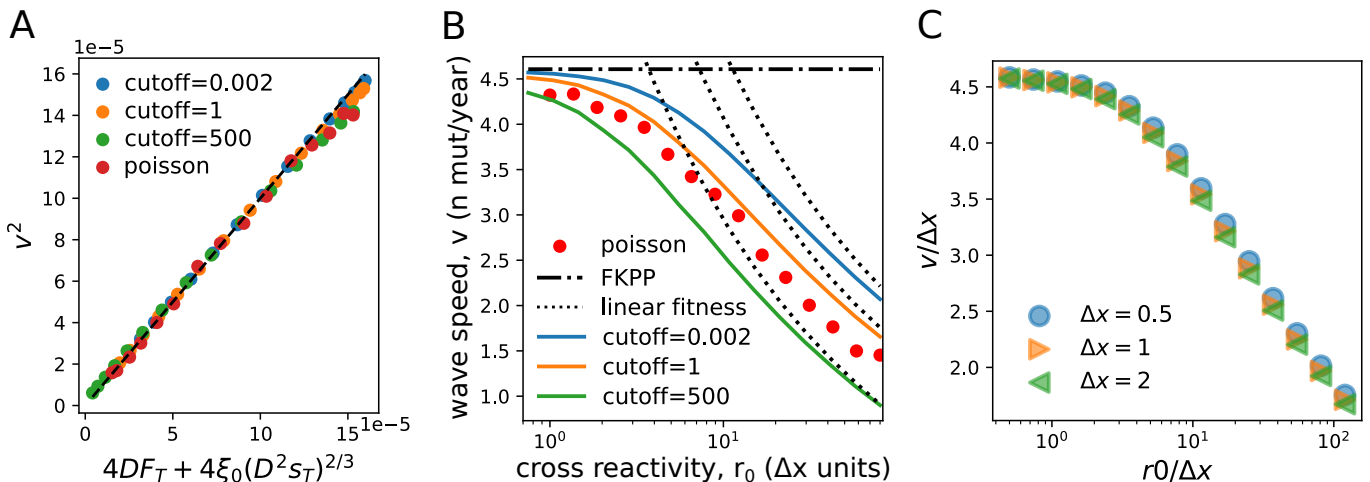 A
1e−5
16
14
12
10
8
6
4
2
0
v²
cutoff=0.002
cutoff=1
cutoff=500
poisson
0
5
10
15
1e−5
4DF_T + 4ξ₀(D²s_T)^{2/3}
B
4.5
4.0
3.5
3.0
2.5
2.0
1.5
1.0
wave speed, v (n mut/year)
poisson
FKPP
linear fitness
cutoff=0.002
cutoff=1
cutoff=500
10⁰
10¹
cross reactivity, r₀ (Δx units)
C
4.5
4.0
3.5
3.0
2.5
2.0
v/Δx
Δx = 0.5
Δx = 1
Δx = 2
10⁰
10¹
10²
r0/Δx